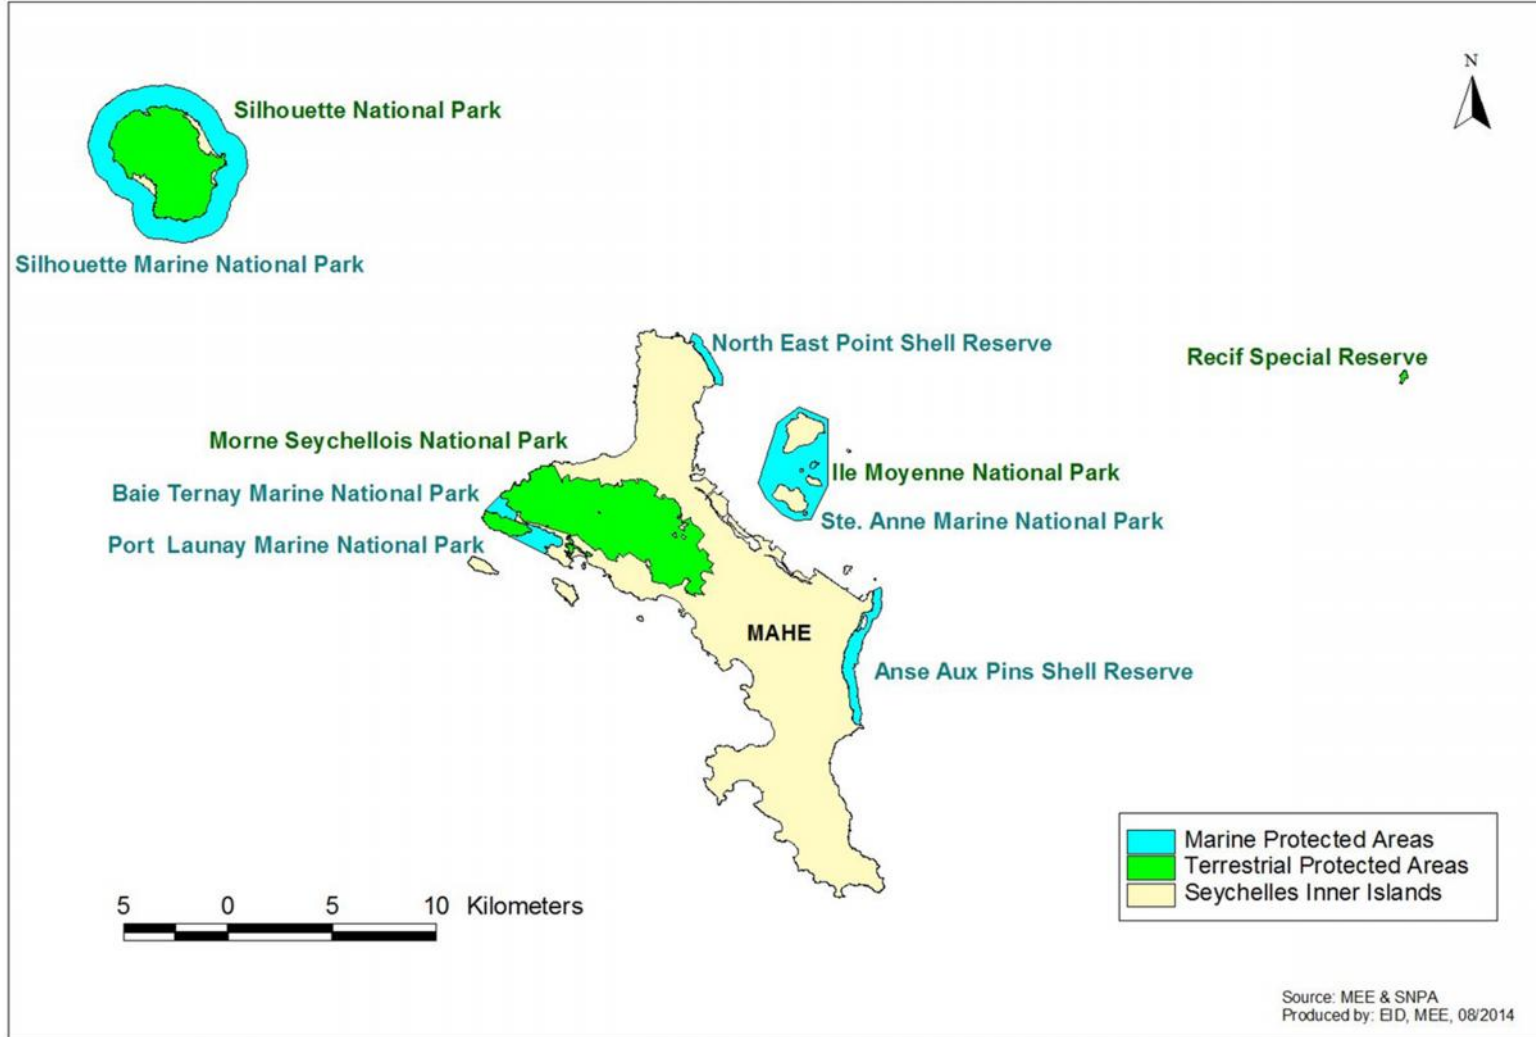 N
Silhouette National Park
Silhouette Marine National Park
North East Point Shell Reserve
Recif Special Reserve
Morne Seychellois National Park
Ile Moyenne National Park
Baie Ternay Marine National Park
Ste. Anne Marine National Park
Port Launay Marine National Park
MAHE
Anse Aux Pins Shell Reserve
Marine Protected Areas
Terrestrial Protected Areas
Seychelles Inner Islands
5 0 5 10 Kilometers
Source: MEE & SNPA
Produced by: EID, MEE, 08/2014